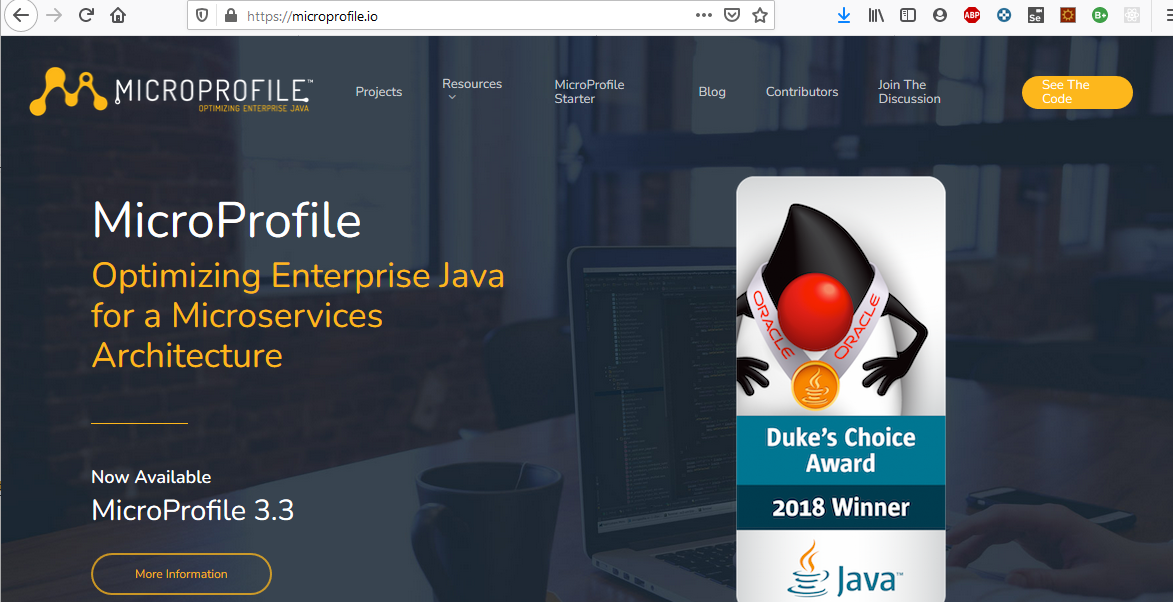 https://microprofile.io
Se
ABP
B+
MICROPROFILE™
OPTIMIZING ENTERPRISE JAVA
Projects
Resources
MicroProfile
Starter
Blog
Contributors
Join The
Discussion
See The
Code
MicroProfile
Optimizing Enterprise Java
for a Microservices
Architecture
Now Available
MicroProfile 3.3
More Information
ORACLE
ORACLE
Duke's Choice
Award
2018 Winner
Java™